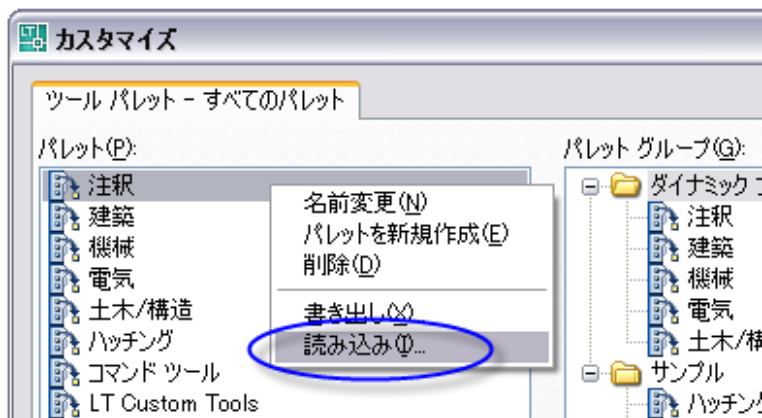 カスタマイズ
ツール パレット - すべてのパレット
パレット(P):
注釈
建築
機械
電気
土木/構造
ハッチング
コマンド ツール
LT Custom Tools
名前変更(N)
パレットを新規作成(E)
削除(D)
書き出し(X)...
読み込み(I)...
パレット グループ(G):
ダイナミック
注釈
建築
機械
電気
土木/構
サンプル
ハッチング